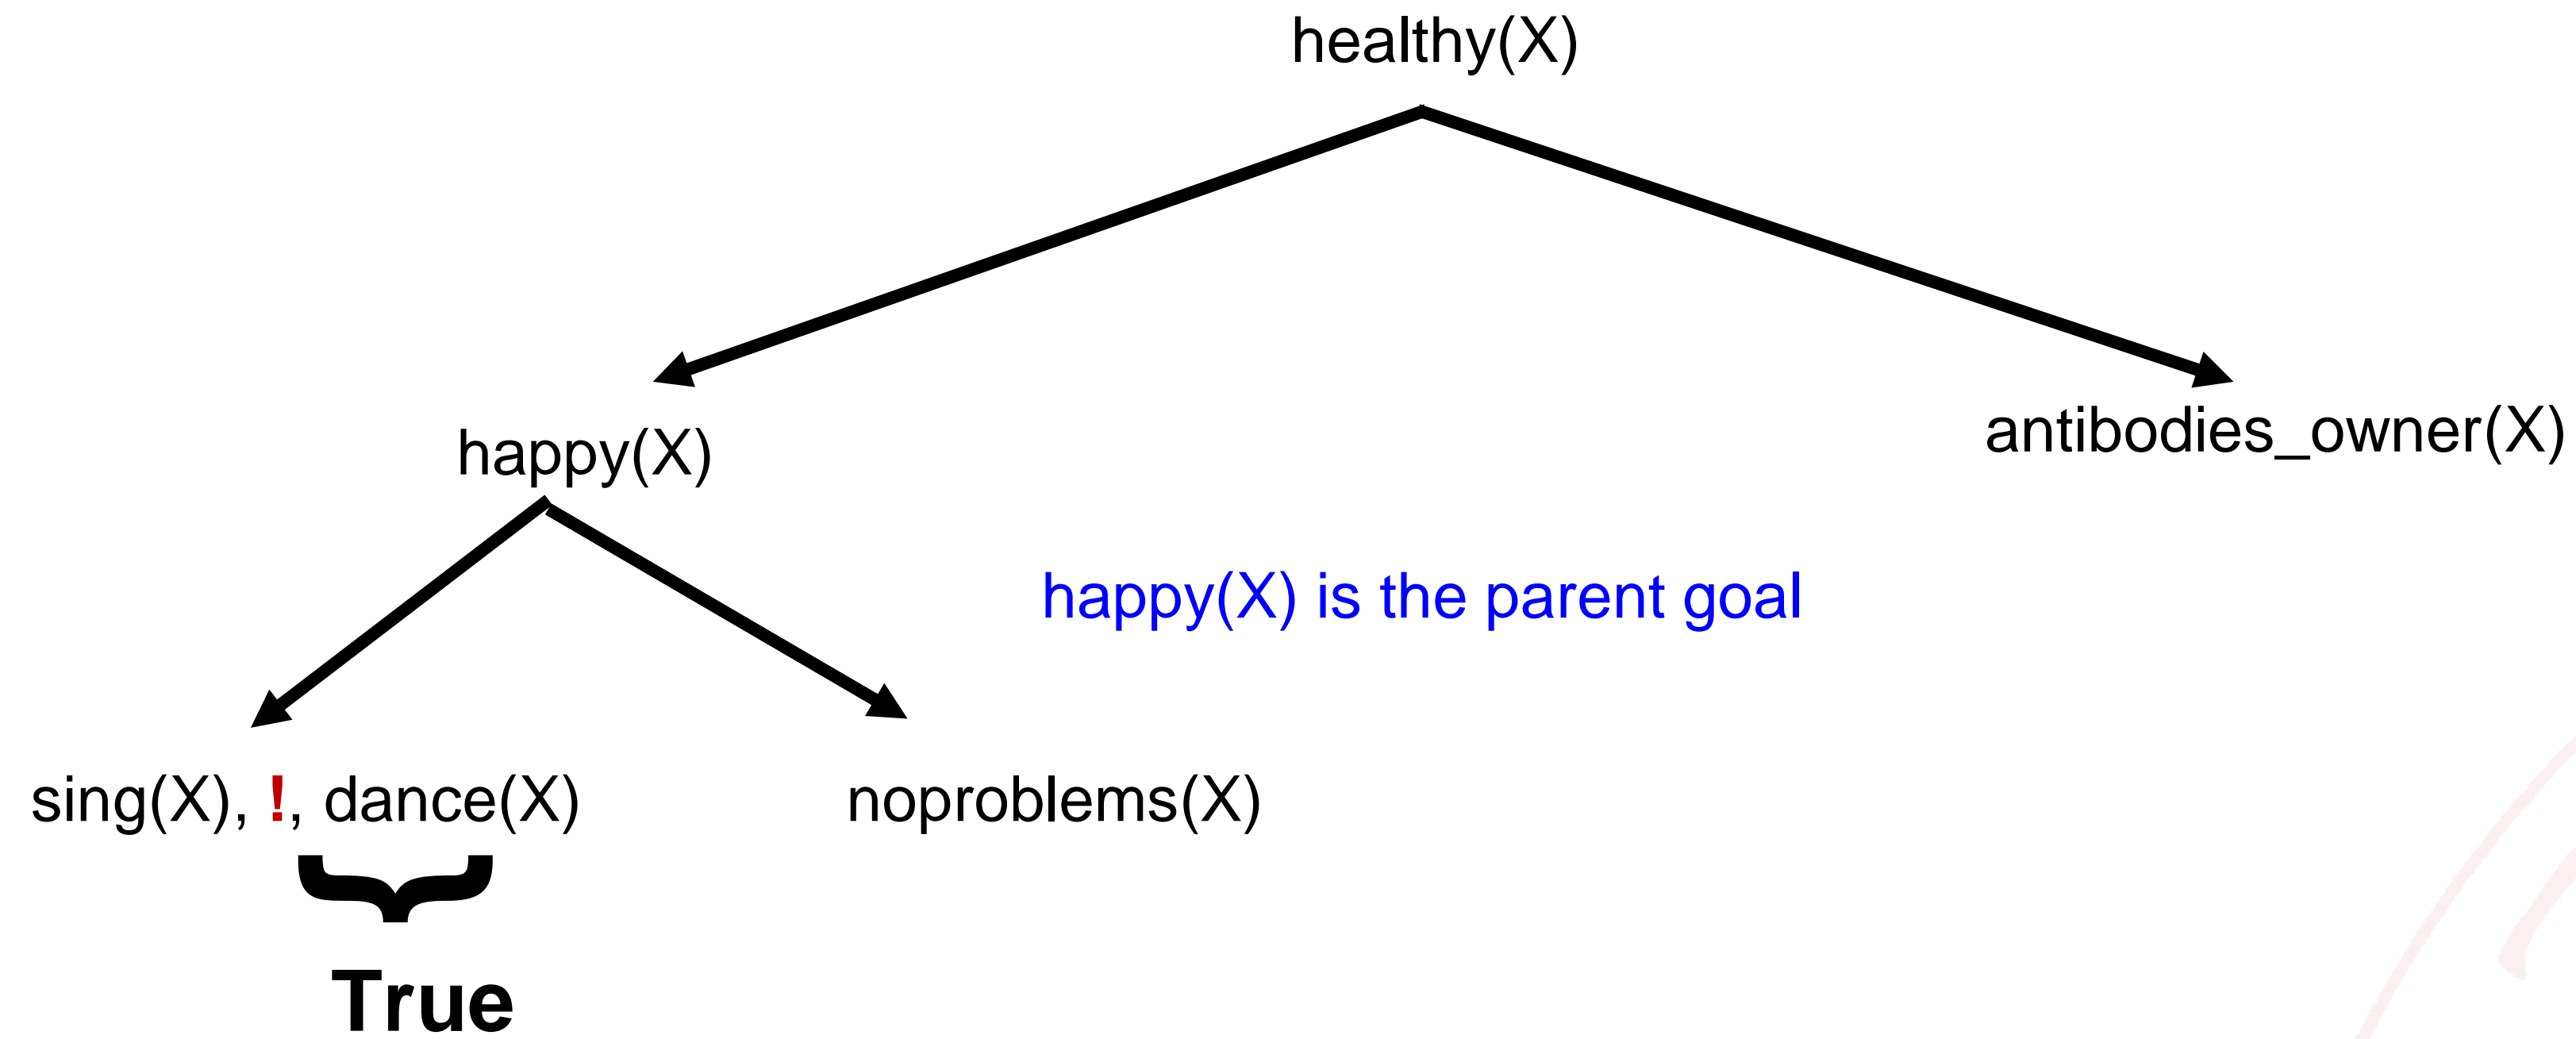 healthy(X)
happy(X)
antibodies_owner(X)
happy(X) is the parent goal
sing(X), !, dance(X)
noproblems(X)
True